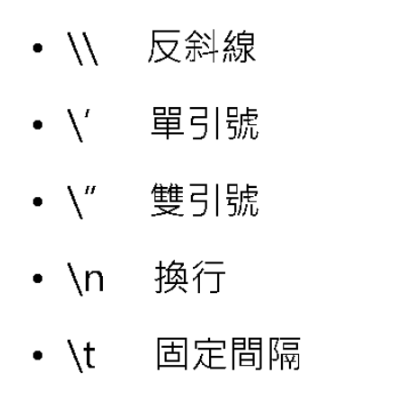 • \\ 反斜線
• \′ 單引號
• \″ 雙引號
• \n 換行
• \t 固定間隔